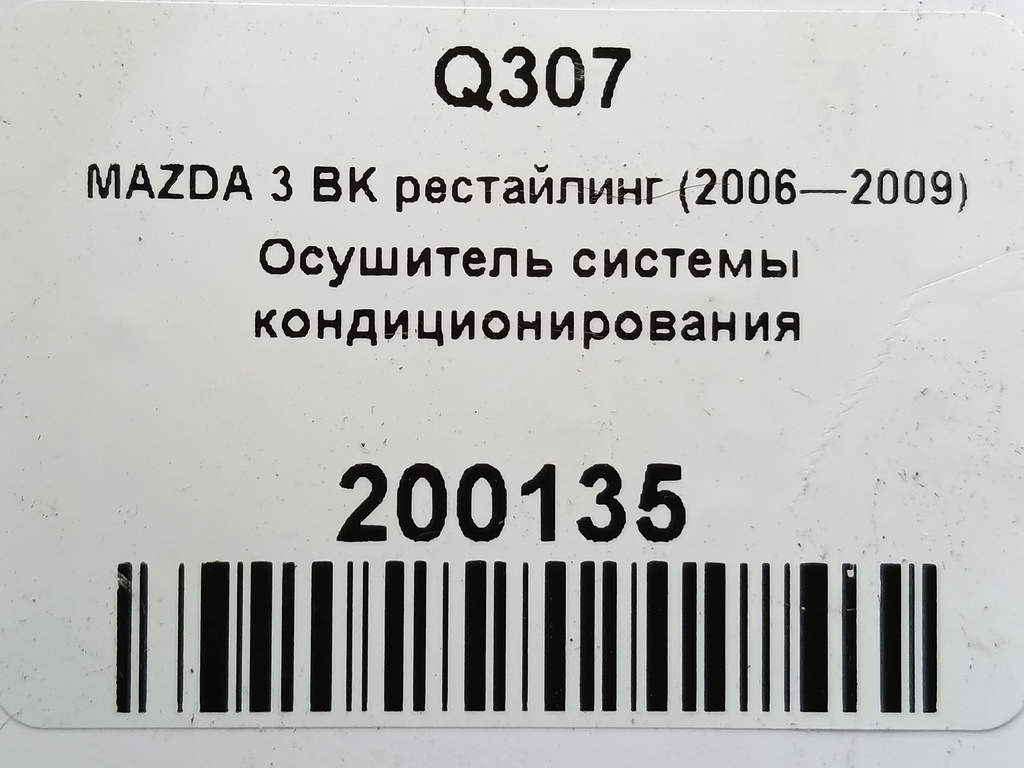 Q307
MAZDA 3 BK рестайлинг (2006—2009)
Осушитель системы
кондиционирования
200135